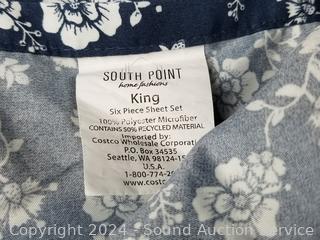 SOUTH POINT
home fashions
King
Six Piece Sheet Set
100% Polyester Microfiber
CONTAINS 50% RECYCLED MATERIAL
Imported by:
Costco Wholesale Corporati
P.O. Box 34535
Seattle, WA 98124-15
U.S.A.
1-800-774-2
www.costc
Copyright 2024 - Sound Auction Service